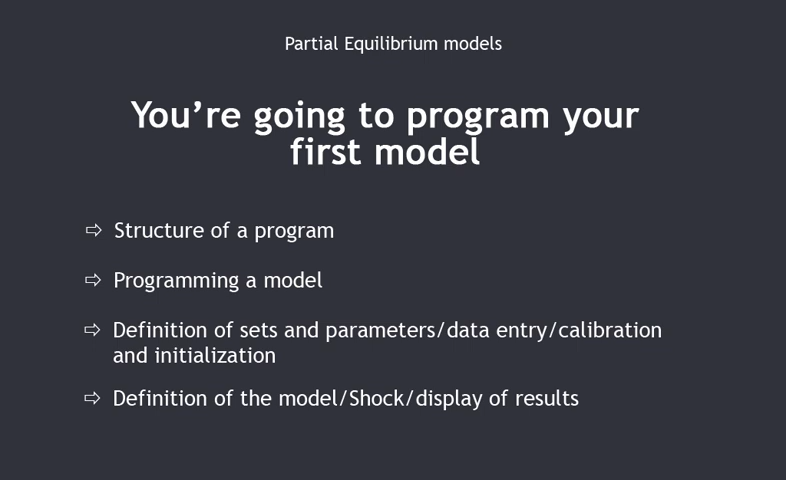 Partial Equilibrium models
You’re going to program your
first model
⇨ Structure of a program
⇨ Programming a model
⇨ Definition of sets and parameters/data entry/calibration
and initialization
⇨ Definition of the model/Shock/display of results